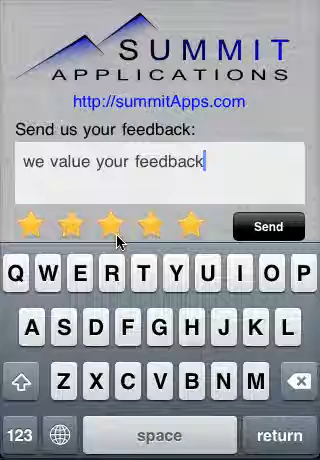 SUMMIT
APPLICATIONS
http://summitApps.com
Send us your feedback:
we value your feedback
Send
Q W E R T Y U I O P
A S D F G H J K L
Z X C V B N M
123 space return